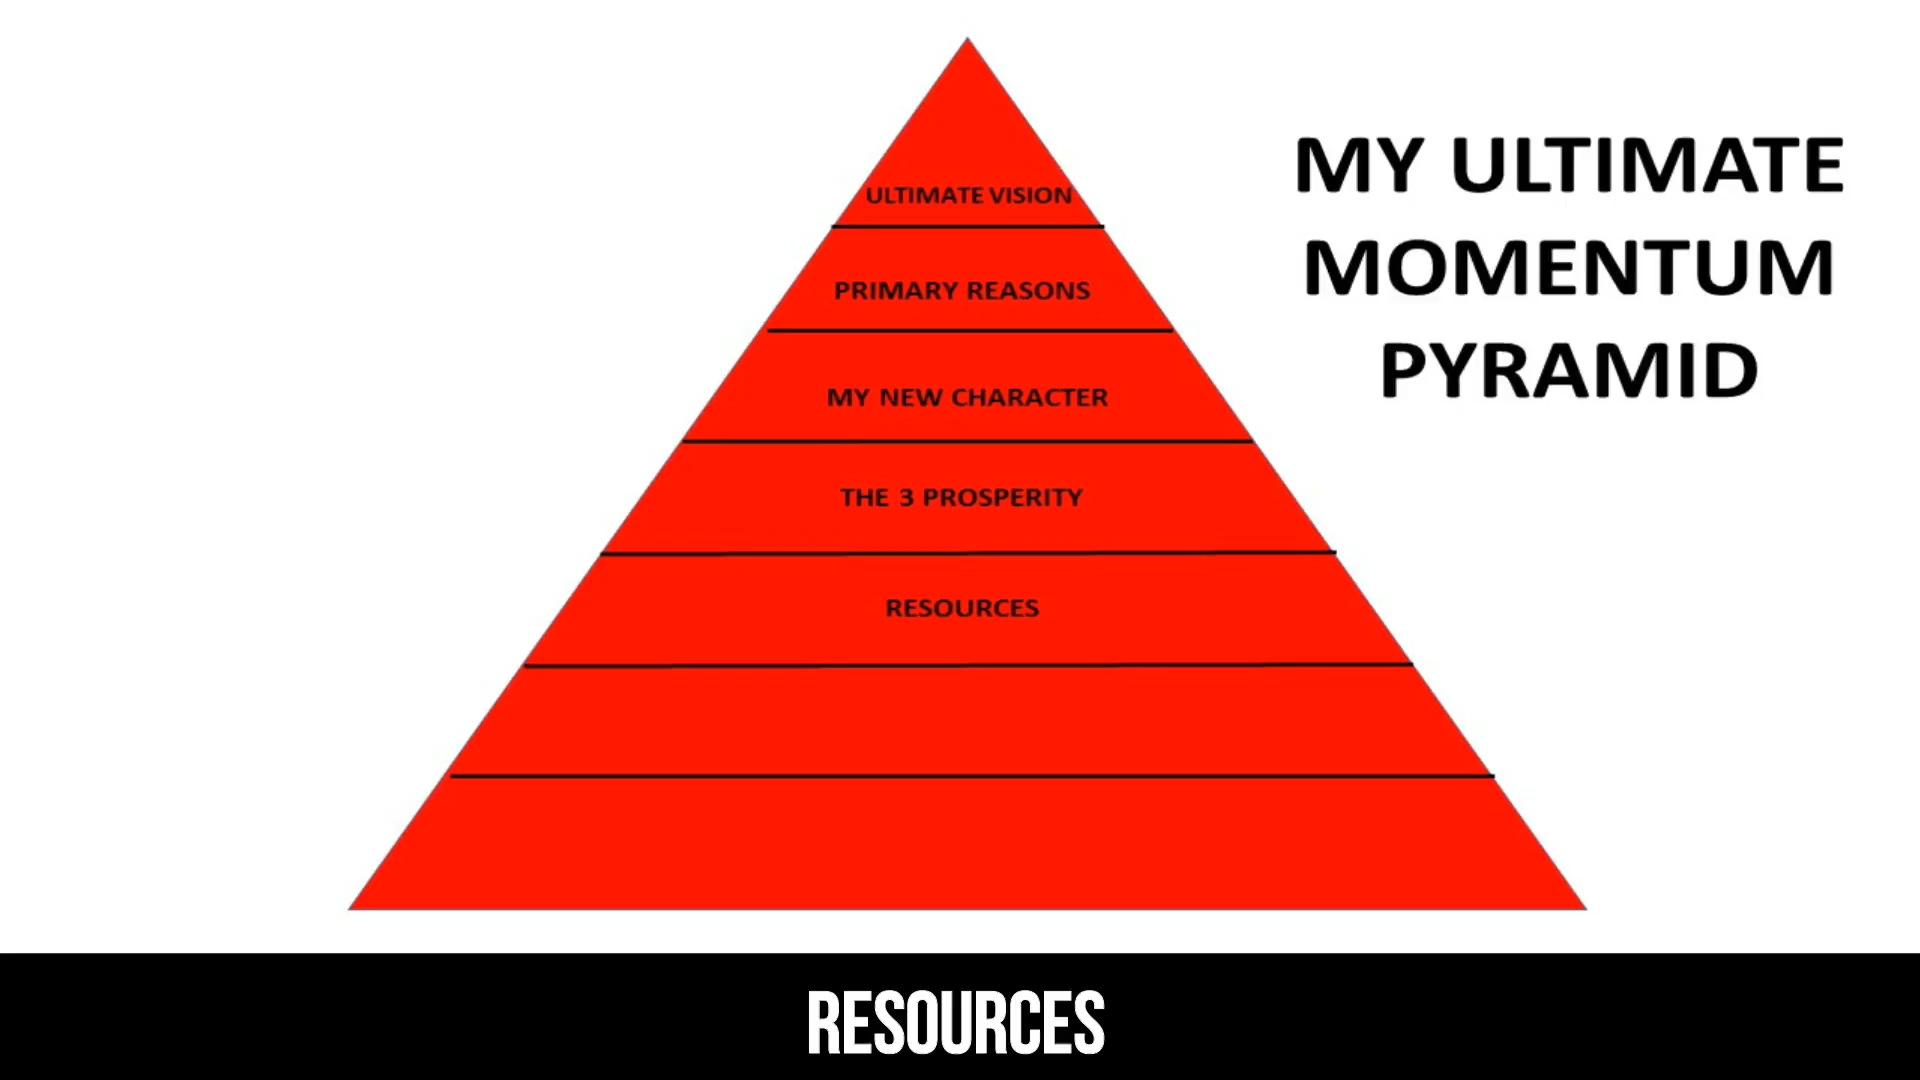 MY ULTIMATE
MOMENTUM
PYRAMID
ULTIMATE VISION
PRIMARY REASONS
MY NEW CHARACTER
THE 3 PROSPERITY
RESOURCES
RESOURCES